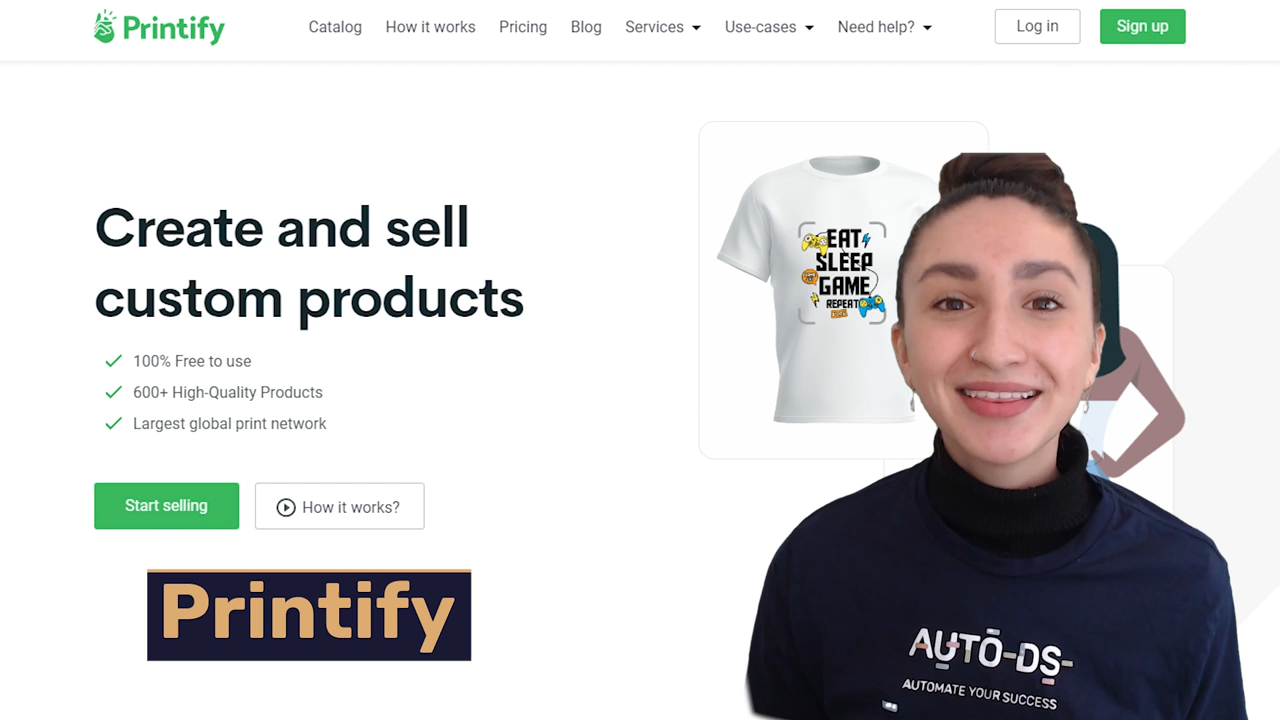 Printify
Catalog
How it works
Pricing
Blog
Services
Use-cases
Need help?
Log in
Sign up
Create and sell
custom products
100% Free to use
600+ High-Quality Products
Largest global print network
Start selling
How it works?
Printify
EAT
SLEEP
GAME
REPEAT
AUTO-DS-
AUTOMATE YOUR SUCCESS